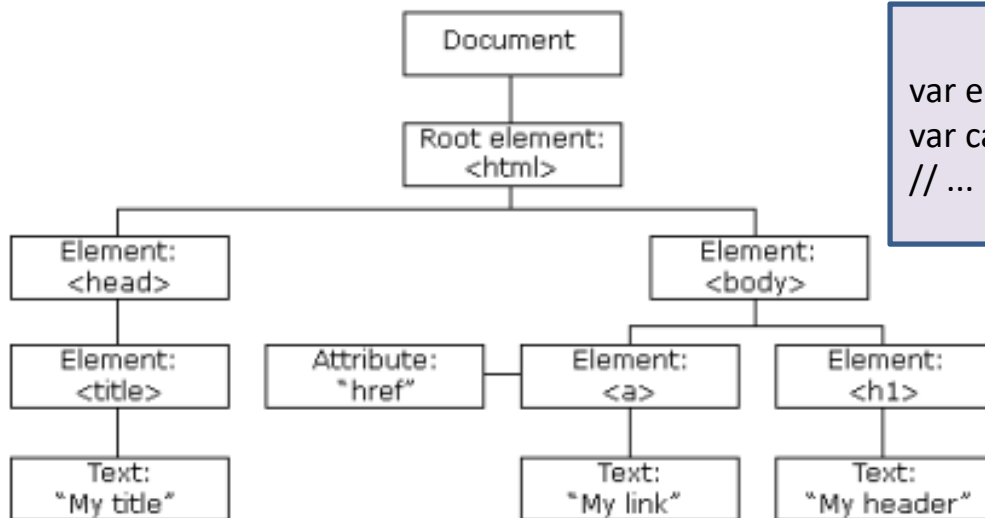 Document
var e
var ca
// ...
Root element:
<html>
Element:
<head>
Element:
<body>
Element:
<title>
Attribute:
"href"
Element:
<a>
Element:
<h1>
Text:
"My title"
Text:
"My link"
Text:
"My header"